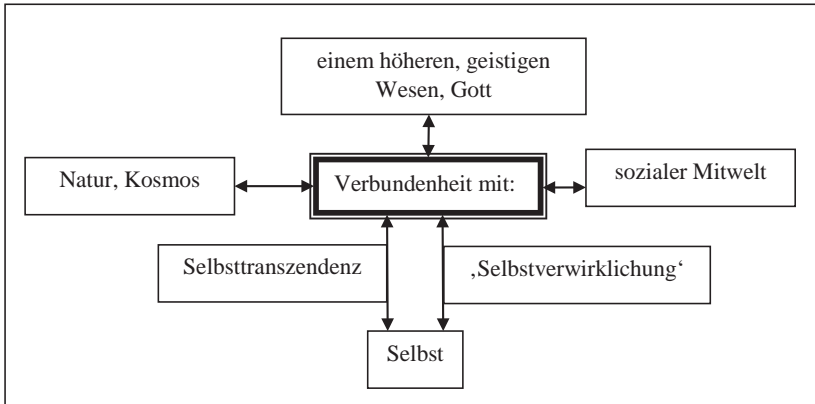 einem höheren, geistigen
Wesen, Gott
Natur, Kosmos
Verbundenheit mit:
sozialer Mitwelt
Selbsttranszendenz
‚Selbstverwirklichung‘
Selbst